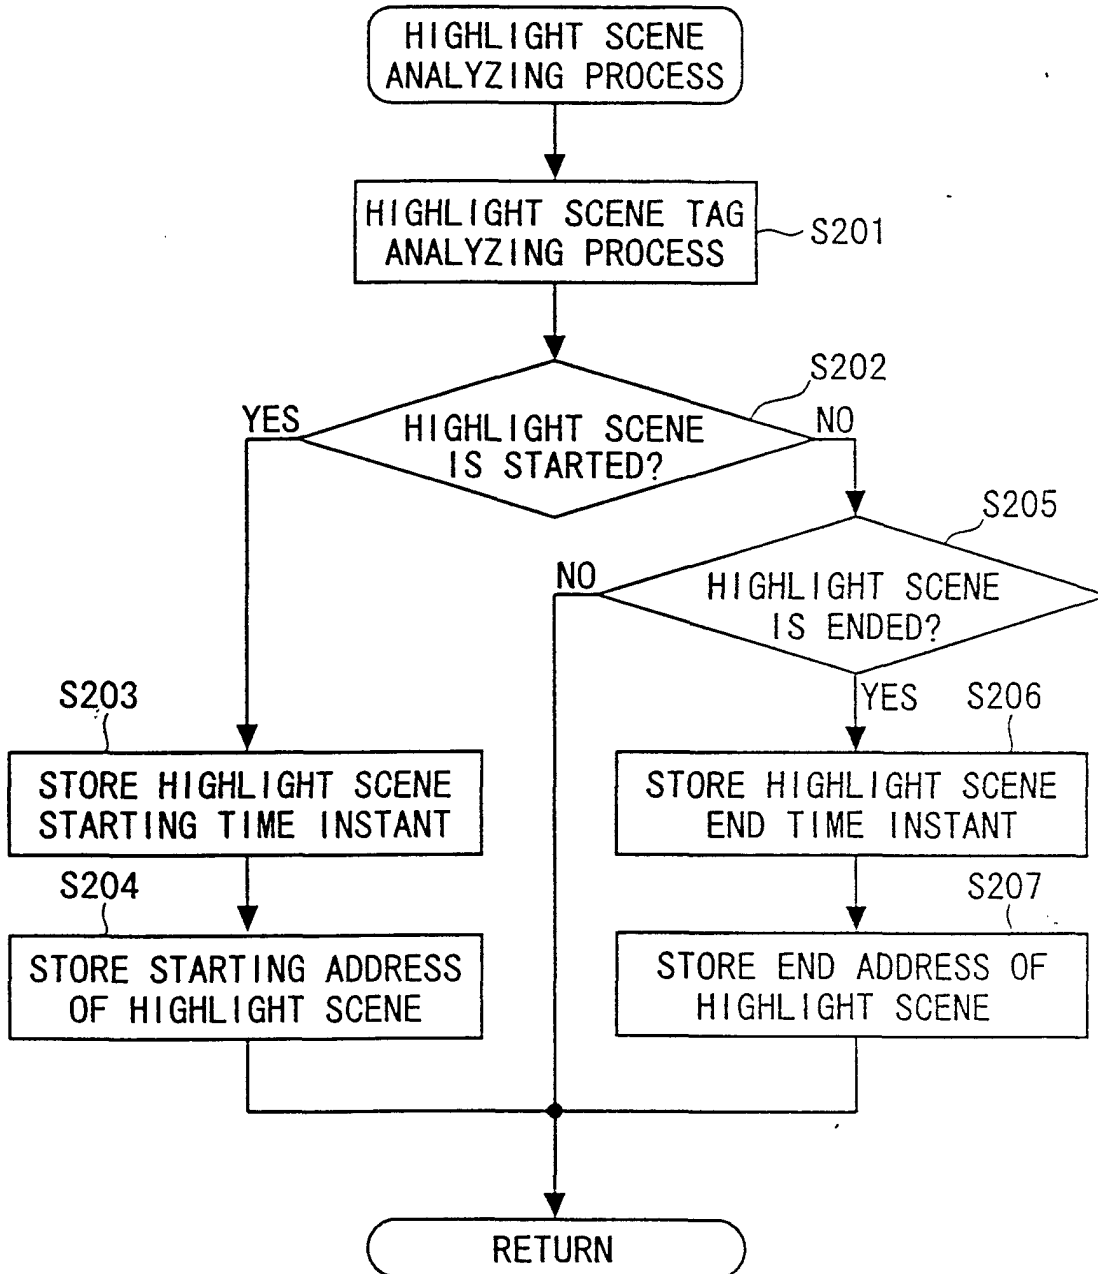 HIGHLIGHT SCENE
ANALYZING PROCESS
HIGHLIGHT SCENE TAG
ANALYZING PROCESS
S201
S202
YES
NO
HIGHLIGHT SCENE
IS STARTED?
S205
NO
HIGHLIGHT SCENE
IS ENDED?
YES
S203
STORE HIGHLIGHT SCENE
STARTING TIME INSTANT
S206
STORE HIGHLIGHT SCENE
END TIME INSTANT
S204
STORE STARTING ADDRESS
OF HIGHLIGHT SCENE
S207
STORE END ADDRESS OF
HIGHLIGHT SCENE
RETURN